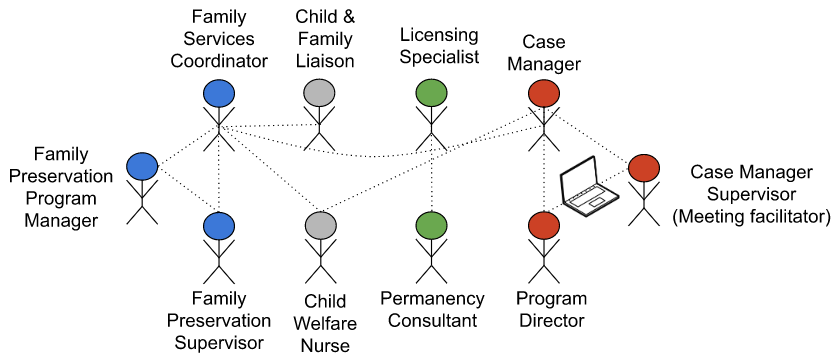 Family
Services
Coordinator
Child &
Family
Liaison
Licensing
Specialist
Case
Manager
Family
Preservation
Program
Manager
Case Manager
Supervisor
(Meeting facilitator)
Family
Preservation
Supervisor
Child
Welfare
Nurse
Permanency
Consultant
Program
Director